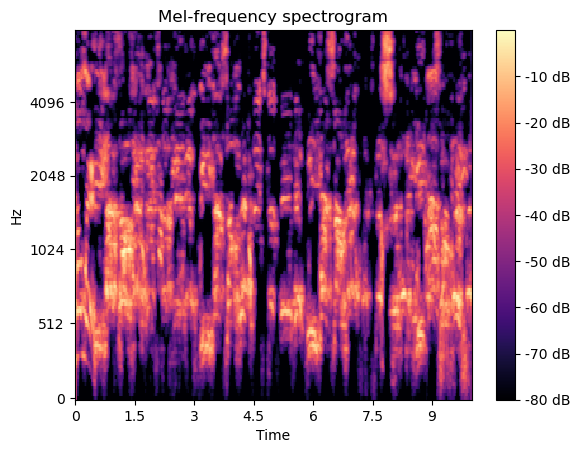 Mel-frequency spectrogram
4096
2048
1024
512
0
Hz
0 1.5 3 4.5 6 7.5 9
Time
-10 dB
-20 dB
-30 dB
-40 dB
-50 dB
-60 dB
-70 dB
-80 dB